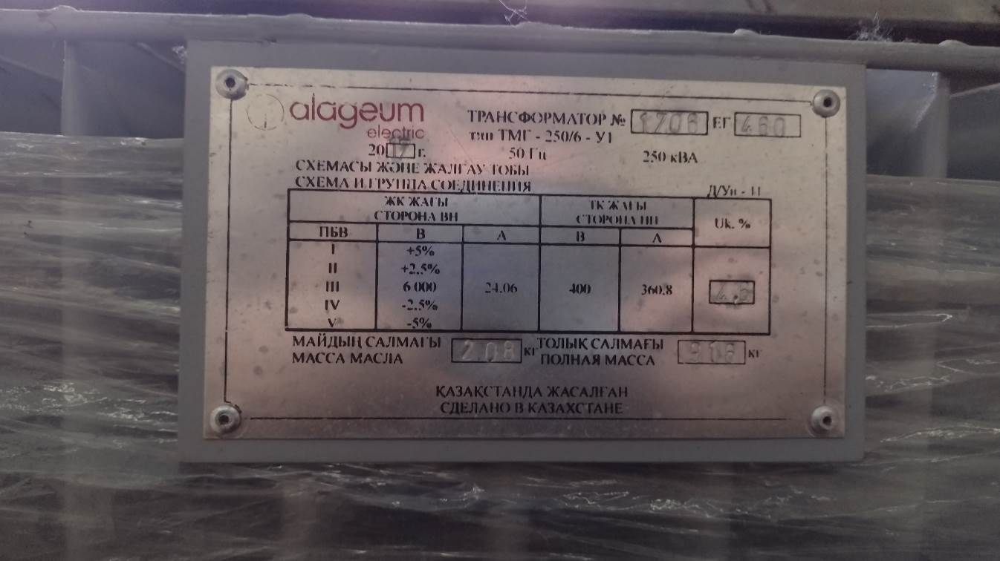 alageum
electric
ТРАНСФОРМАТОР № 1706 ЕГ 460
тип ТМГ - 250/6 - У1
2017 г. 50 Гц 250 кВА
СХЕМАСЫ ЖӘНЕ ЖАЛҒАУ ТОБЫ
СХЕМА И ГРУППА СОЕДИНЕНИЯ Д/Ун - 11
ЖК ЖАҒЫ ТК ЖАҒЫ
СТОРОНА ВН СТОРОНА НН Uk. %
ПБВ В А В А
I +5%
II +2.5%
III 6 000 24.06 400 360.8
IV -2.5%
V -5%
МАЙДЫҢ САЛМАҒЫ ТОЛЫҚ САЛМАҒЫ
МАССА МАСЛА 208 кг ПОЛНАЯ МАССА 916 кг
ҚАЗАҚСТАНДА ЖАСАЛҒАН
СДЕЛАНО В КАЗАХСТАНЕ